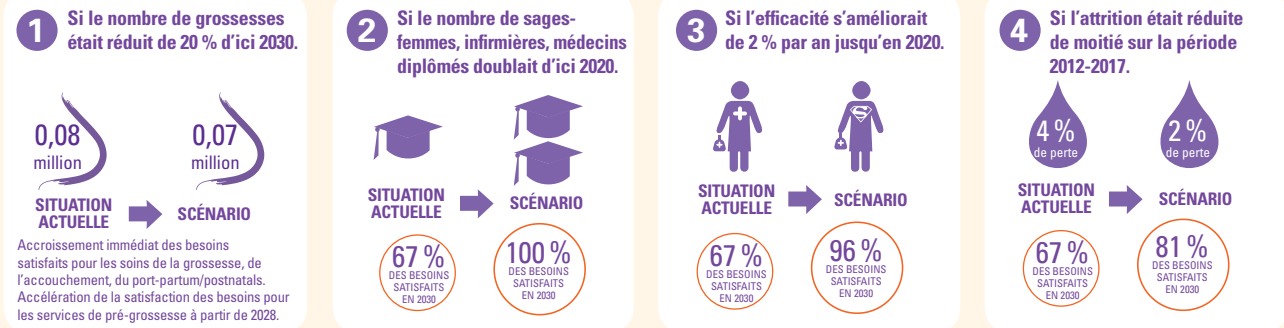 1
Si le nombre de grossesses
était réduit de 20 % d'ici 2030.
0,08
million
0,07
million
SITUATION
ACTUELLE
SCÉNARIO
Accroissement immédiat des besoins
satisfaits pour les soins de la grossesse, de
l'accouchement, du port-partum/postnatals.
Accélération de la satisfaction des besoins pour
les services de pré-grossesse à partir de 2028.
2
Si le nombre de sages-
femmes, infirmières, médecins
diplômés doublait d'ici 2020.
SITUATION
ACTUELLE
SCÉNARIO
67 %
DES BESOINS
SATISFAITS
EN 2030
100 %
DES BESOINS
SATISFAITS
EN 2030
3
Si l'efficacité s'améliorait
de 2 % par an jusqu'en 2020.
S
SITUATION
ACTUELLE
SCÉNARIO
67 %
DES BESOINS
SATISFAITS
EN 2030
96 %
DES BESOINS
SATISFAITS
EN 2030
4
Si l'attrition était réduite
de moitié sur la période
2012-2017.
4 %
de perte
2 %
de perte
SITUATION
ACTUELLE
SCÉNARIO
67 %
DES BESOINS
SATISFAITS
EN 2030
81 %
DES BESOINS
SATISFAITS
EN 2030